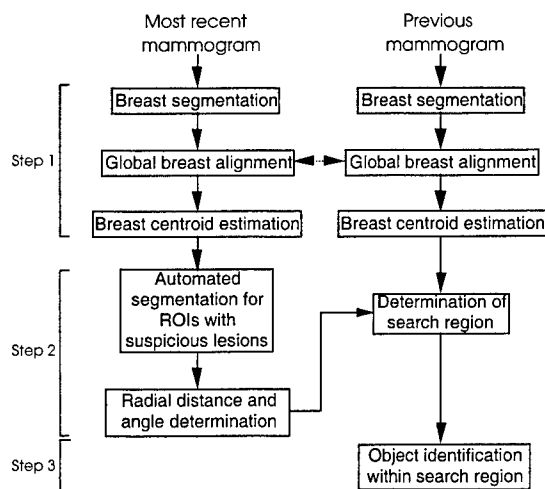 Most recent
mammogram
Previous
mammogram
Step 1
Breast segmentation
Breast segmentation
Global breast alignment
Global breast alignment
Breast centroid estimation
Breast centroid estimation
Step 2
Automated
segmentation for
ROIs with
suspicious lesions
Determination of
search region
Radial distance and
angle determination
Step 3
Object identification
within search region